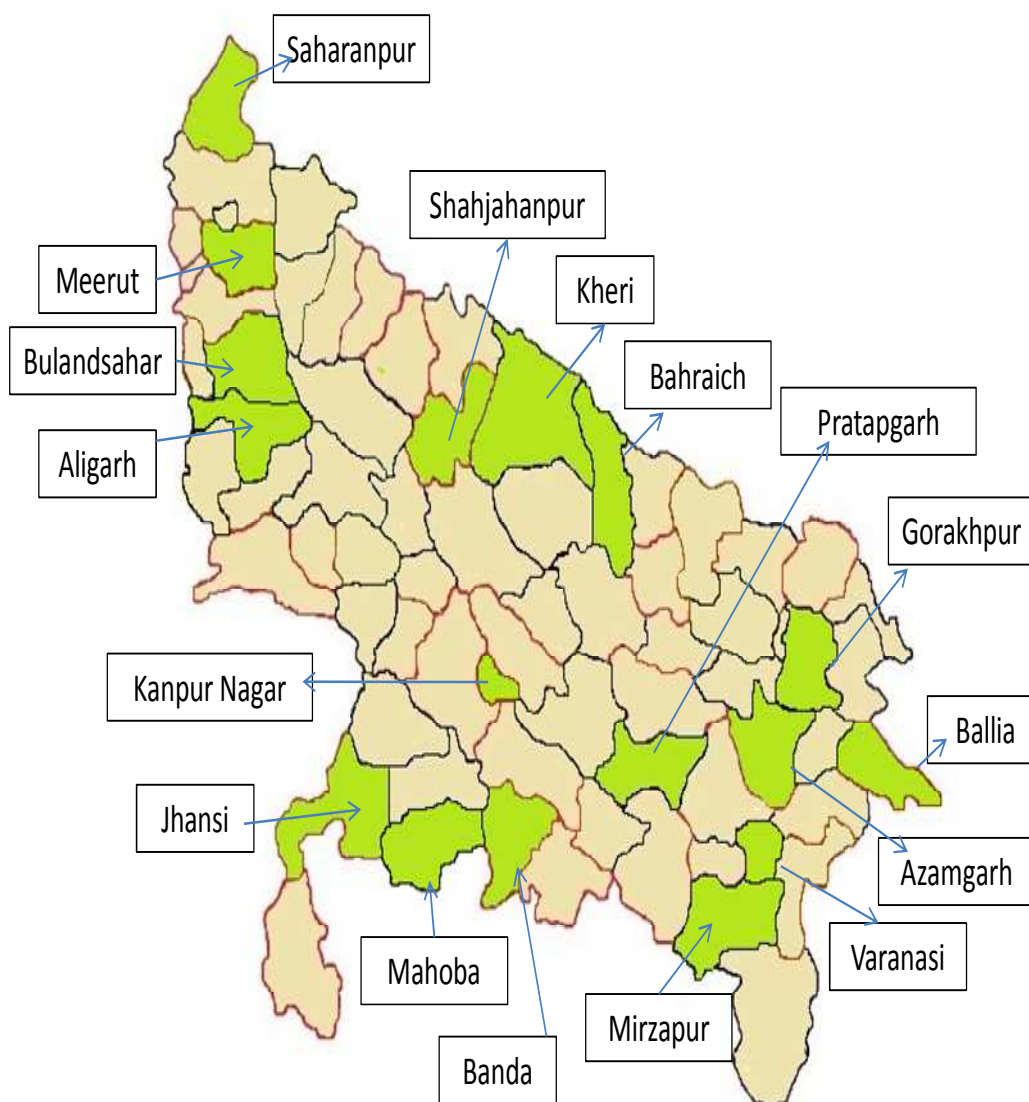 Saharanpur
Shahjahanpur
Meerut
Kheri
Bulandsahar
Bahraich
Pratapgarh
Aligarh
Gorakhpur
Kanpur Nagar
Ballia
Jhansi
Azamgarh
Mahoba
Varanasi
Mirzapur
Banda